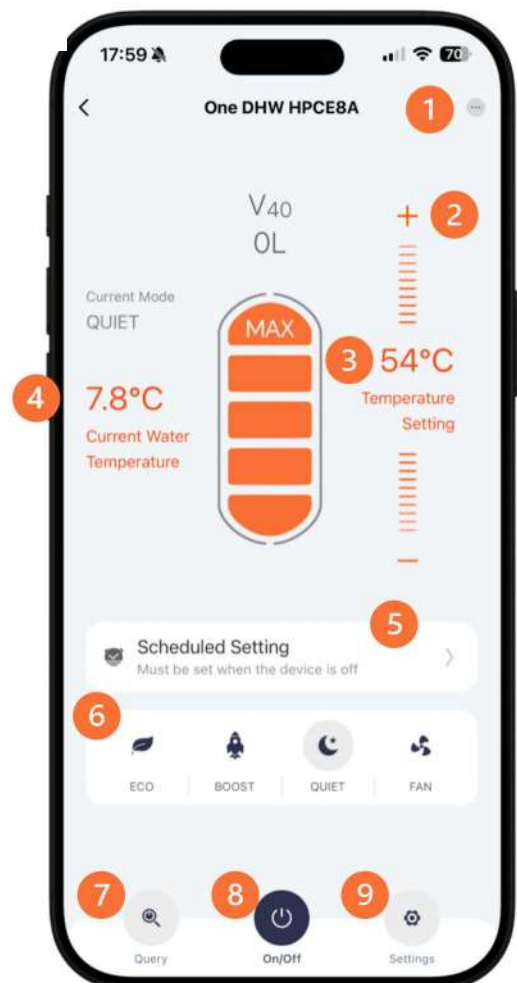 17:59
70
One DHW HPCE8A
1
V40
0L
+
2
Current Mode
QUIET
MAX
3
54°C
Temperature
Setting
4
7.8°C
Current Water
Temperature
−
5
Scheduled Setting
Must be set when the device is off
6
ECO
BOOST
QUIET
FAN
7
8
9
Query
On/Off
Settings